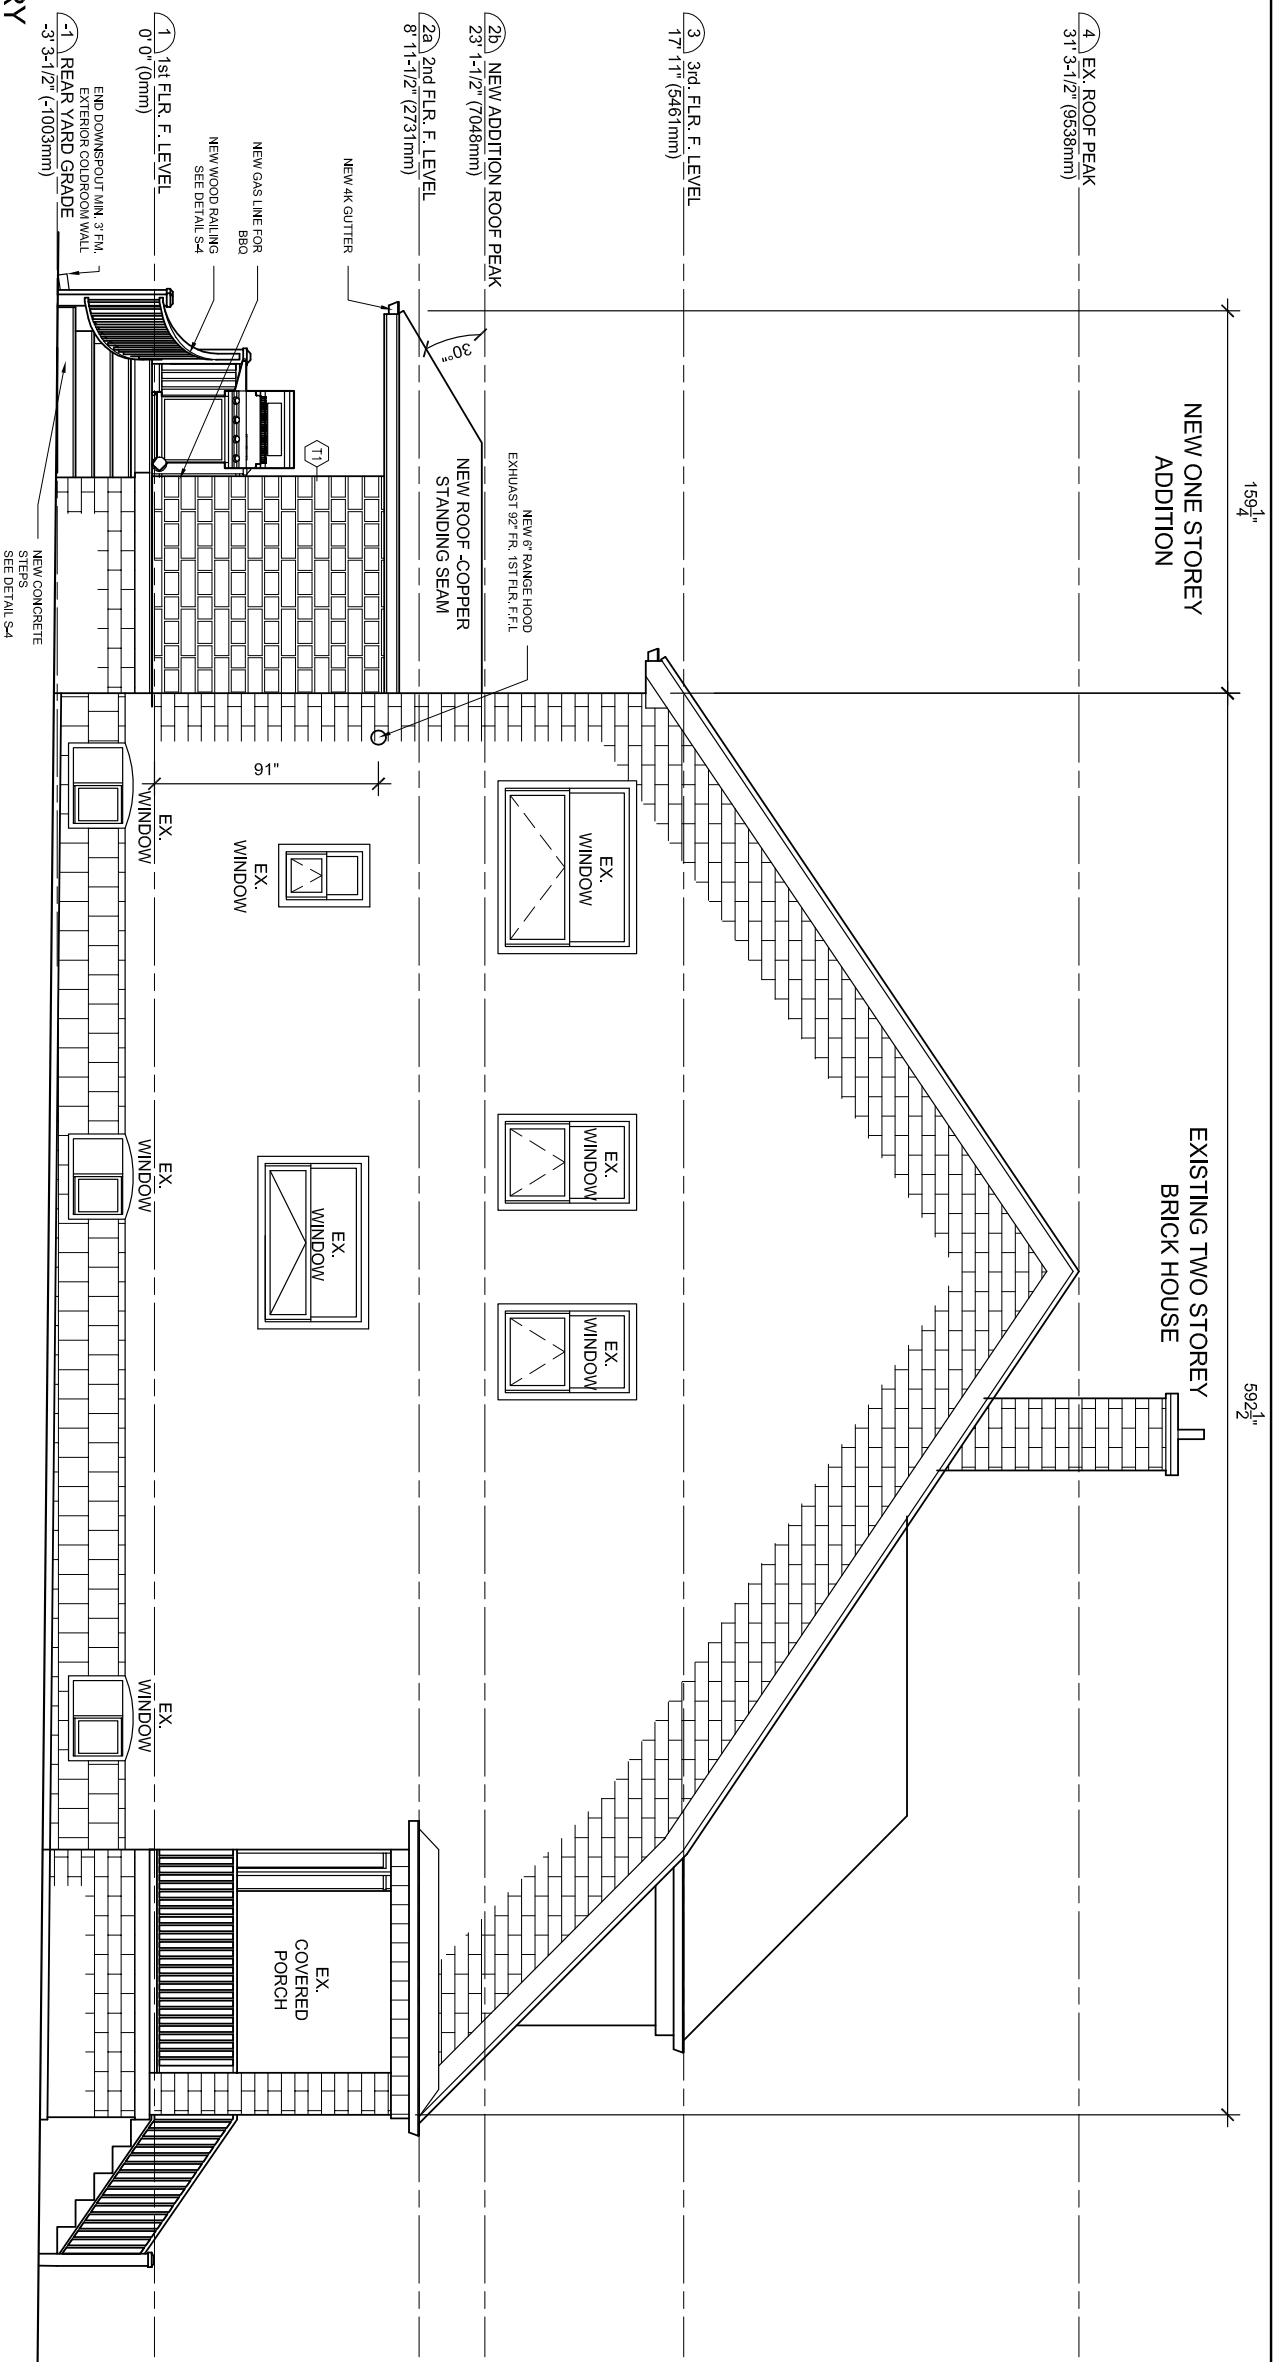 159 1/4"
592 1/2"
NEW ONE STOREY
ADDITION
EXISTING TWO STOREY
BRICK HOUSE
4 EX. ROOF PEAK
31' 3-1/2" (9538mm)
3 3rd. FLR. F. LEVEL
17' 11" (5461mm)
2b NEW ADDITION ROOF PEAK
23' 1-1/2" (7048mm)
2a 2nd FLR. F. LEVEL
8' 11-1/2" (2731mm)
1 1st FLR. F. LEVEL
0' 0" (0mm)
-1 REAR YARD GRADE
-3' 3-1/2" (-1003mm)
30°"
NEW 6" RANGE HOOD
EXHUAST 92" FR. 1ST FLR. F.F.L
NEW ROOF -COPPER
STANDING SEAM
NEW 4K GUTTER
T1
NEW GAS LINE FOR
BBQ
NEW WOOD RAILING
SEE DETAIL S-4
END DOWNSPOUT MIN. 3' FM.
EXTERIOR COLDROOM WALL
NEW CONCRETE
STEPS
SEE DETAIL S-4
91"
EX.
WINDOW
EX.
WINDOW
EX.
WINDOW
EX.
WINDOW
EX.
WINDOW
EX.
COVERED
PORCH
EX.
WINDOW
EX.
WINDOW
EX.
WINDOW
RY